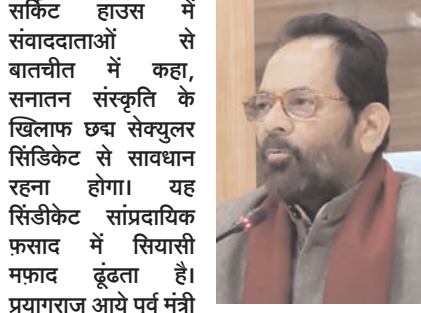 सर्किट हाउस में
संवाददाताओं से
बातचीत में कहा,
सनातन संस्कृति के
खिलाफ छद्म सेक्युलर
सिंडिकेट से सावधान
रहना होगा। यह
सिंडीकेट सांप्रदायिक
फ़साद में सियासी
मफ़ाद ढूंढता है।
प्रयागराज आये पूर्व मंत्री